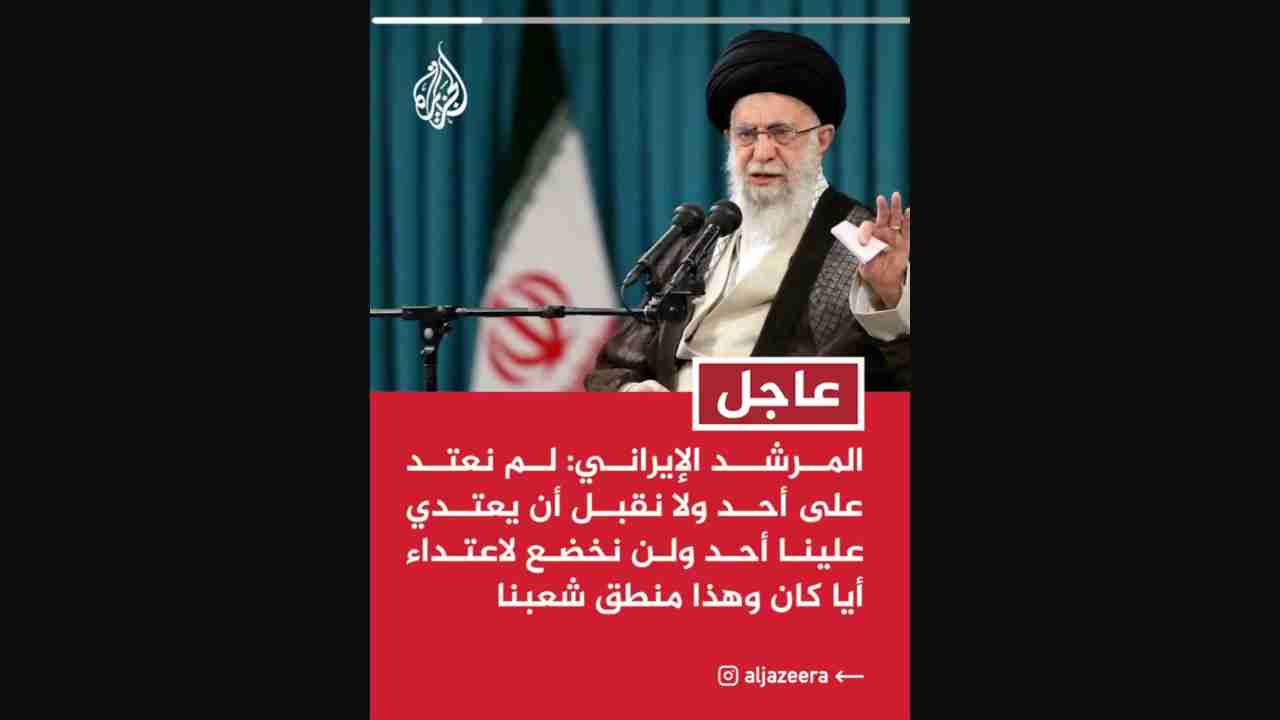 الجزيرة
عاجل
المرشد الإيراني: لم نعتد
على أحد ولا نقبل أن يعتدي
علينا أحد ولن نخضع لاعتداء
أيا كان وهذا منطق شعبنا
aljazeera